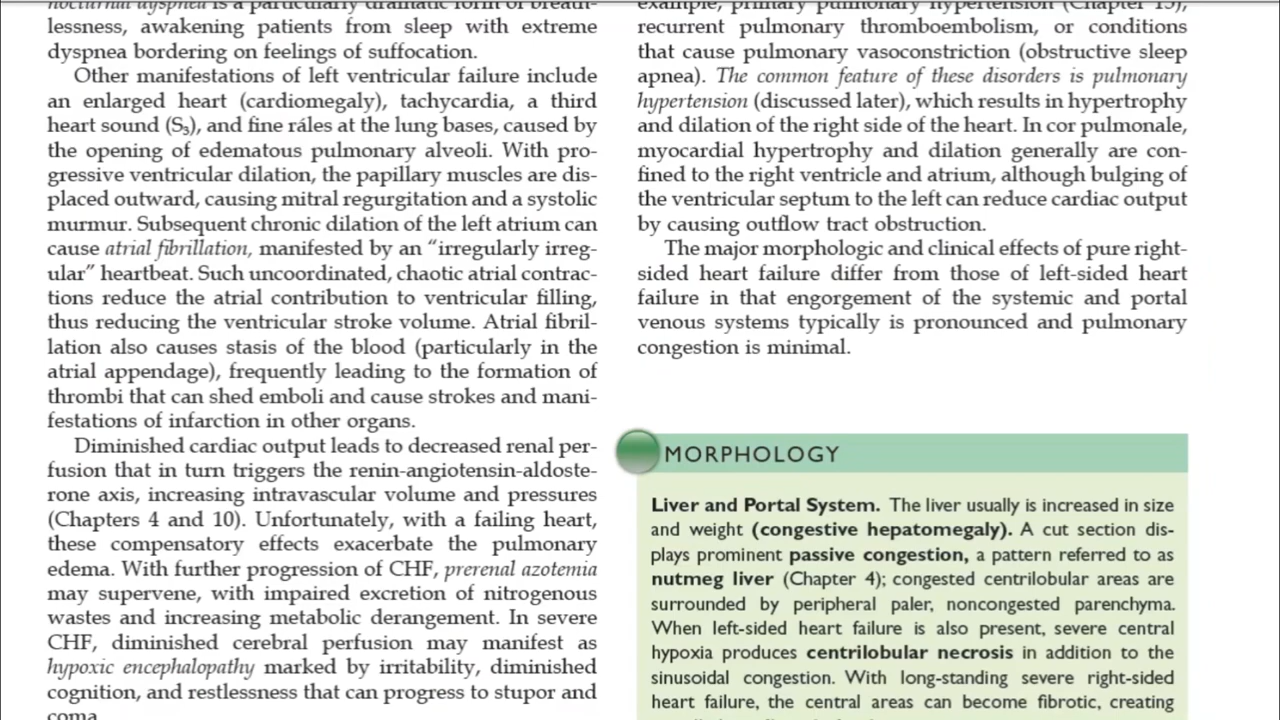 nocturnal dyspnea is a particularly dramatic form of breath-
lessness, awakening patients from sleep with extreme
dyspnea bordering on feelings of suffocation.
Other manifestations of left ventricular failure include
an enlarged heart (cardiomegaly), tachycardia, a third
heart sound (S₃), and fine ráles at the lung bases, caused by
the opening of edematous pulmonary alveoli. With pro-
gressive ventricular dilation, the papillary muscles are dis-
placed outward, causing mitral regurgitation and a systolic
murmur. Subsequent chronic dilation of the left atrium can
cause atrial fibrillation, manifested by an “irregularly irreg-
ular” heartbeat. Such uncoordinated, chaotic atrial contrac-
tions reduce the atrial contribution to ventricular filling,
thus reducing the ventricular stroke volume. Atrial fibril-
lation also causes stasis of the blood (particularly in the
atrial appendage), frequently leading to the formation of
thrombi that can shed emboli and cause strokes and mani-
festations of infarction in other organs.
Diminished cardiac output leads to decreased renal per-
fusion that in turn triggers the renin-angiotensin-aldoste-
rone axis, increasing intravascular volume and pressures
(Chapters 4 and 10). Unfortunately, with a failing heart,
these compensatory effects exacerbate the pulmonary
edema. With further progression of CHF, prerenal azotemia
may supervene, with impaired excretion of nitrogenous
wastes and increasing metabolic derangement. In severe
CHF, diminished cerebral perfusion may manifest as
hypoxic encephalopathy marked by irritability, diminished
cognition, and restlessness that can progress to stupor and
coma.
example, primary pulmonary hypertension (Chapter 13),
recurrent pulmonary thromboembolism, or conditions
that cause pulmonary vasoconstriction (obstructive sleep
apnea). The common feature of these disorders is pulmonary
hypertension (discussed later), which results in hypertrophy
and dilation of the right side of the heart. In cor pulmonale,
myocardial hypertrophy and dilation generally are con-
fined to the right ventricle and atrium, although bulging of
the ventricular septum to the left can reduce cardiac output
by causing outflow tract obstruction.
The major morphologic and clinical effects of pure right-
sided heart failure differ from those of left-sided heart
failure in that engorgement of the systemic and portal
venous systems typically is pronounced and pulmonary
congestion is minimal.
MORPHOLOGY
Liver and Portal System. The liver usually is increased in size
and weight (congestive hepatomegaly). A cut section dis-
plays prominent passive congestion, a pattern referred to as
nutmeg liver (Chapter 4); congested centrilobular areas are
surrounded by peripheral paler, noncongested parenchyma.
When left-sided heart failure is also present, severe central
hypoxia produces centrilobular necrosis in addition to the
sinusoidal congestion. With long-standing severe right-sided
heart failure, the central areas can become fibrotic, creating